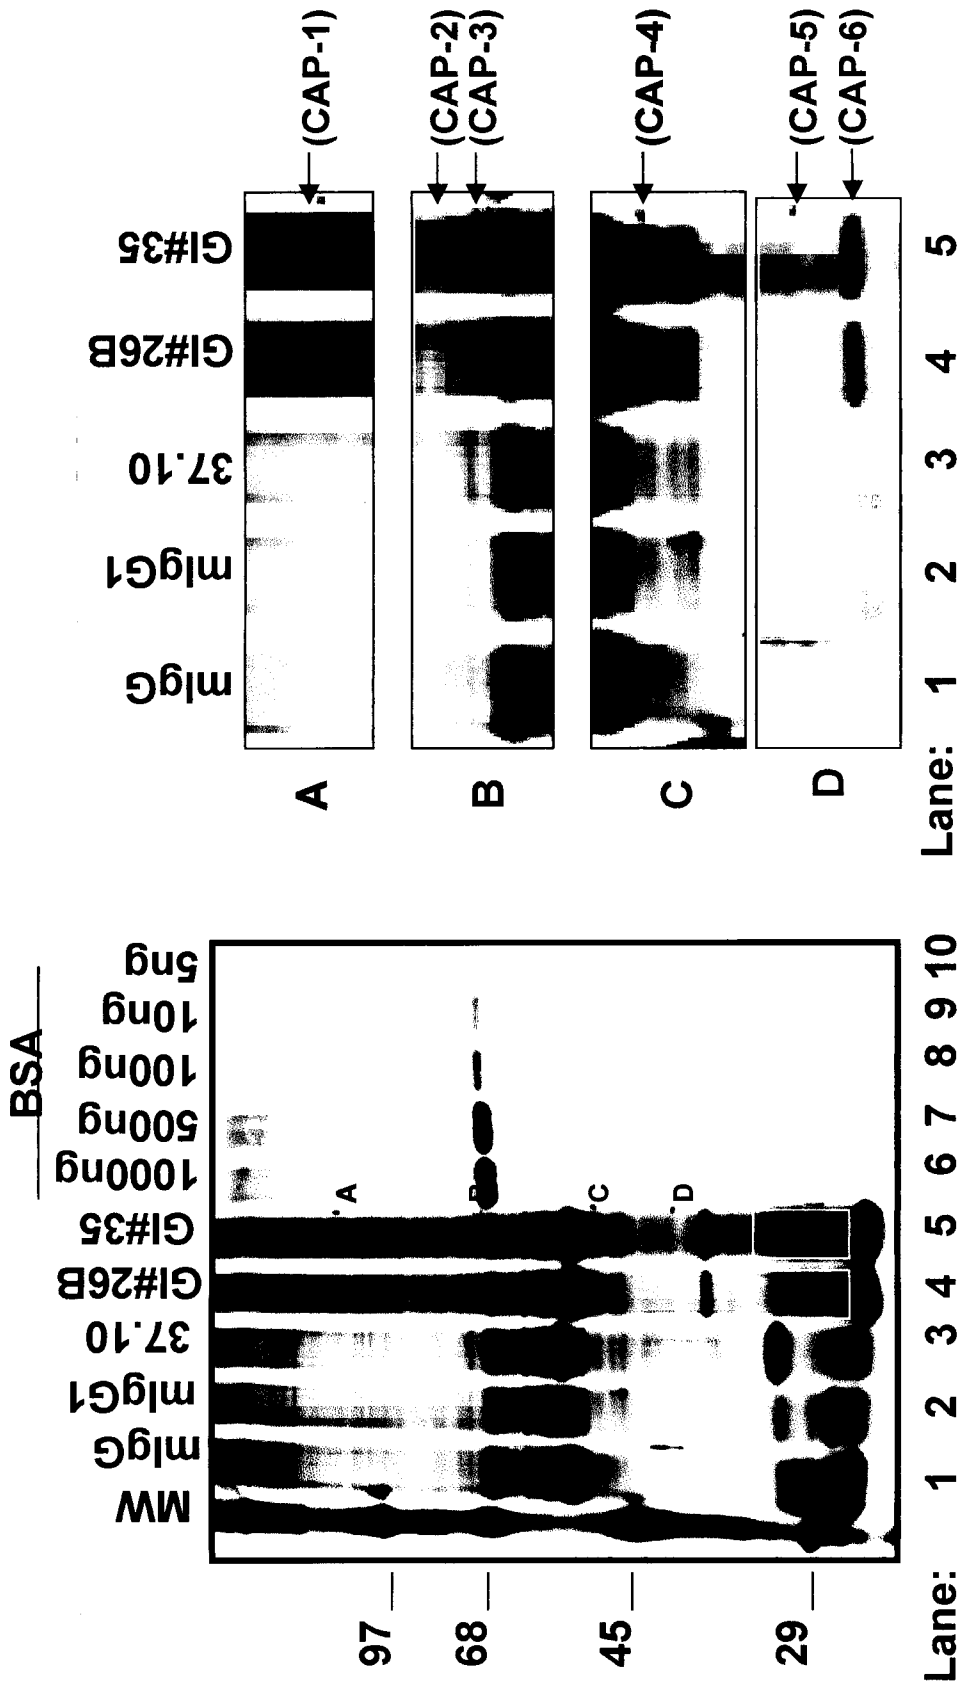 BSA
MW
mIgG
mIgG1
37.10
GI#26B
GI#35
1000ng
500ng
100ng
10ng
5ng
97
68
45
29
A
B
C
D
Lane: 1 2 3 4 5 6 7 8 9 10
mIgG
mIgG1
37.10
GI#26B
GI#35
A
B
C
D
(CAP-1)
(CAP-2)
(CAP-3)
(CAP-4)
(CAP-5)
(CAP-6)
Lane: 1 2 3 4 5